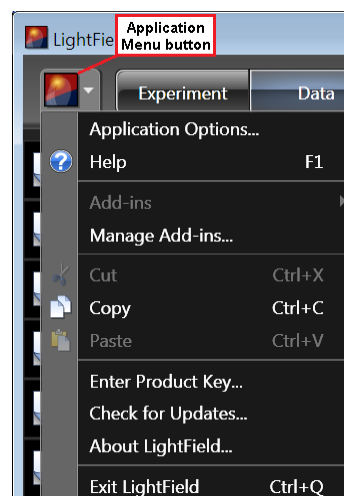 LightFie
Application
Menu button
Experiment
Data
Application Options...
Help F1
Add-ins
Manage Add-ins...
Cut Ctrl+X
Copy Ctrl+C
Paste Ctrl+V
Enter Product Key...
Check for Updates...
About LightField...
Exit LightField Ctrl+Q